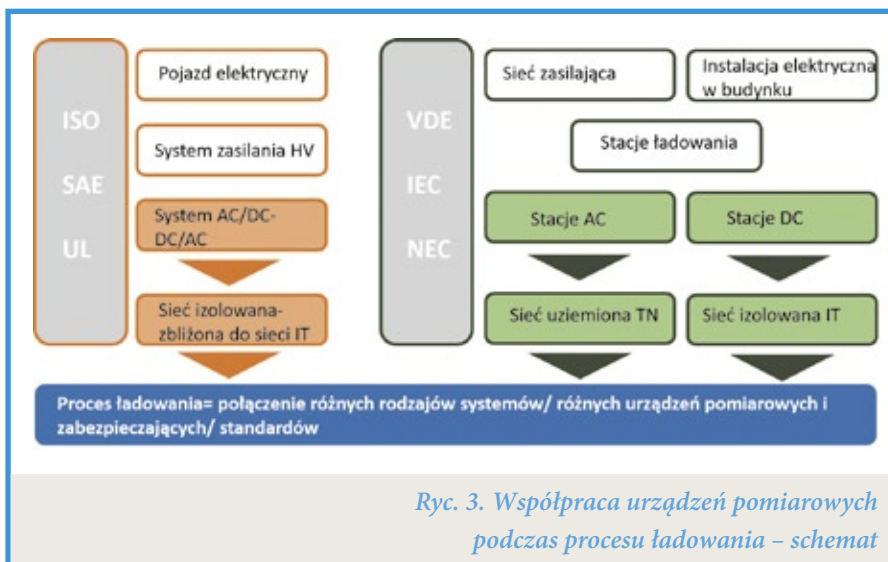 ISO
SAE
UL
Pojazd elektryczny
System zasilania HV
System AC/DC-
DC/AC
Sieć izolowana-
zbliżona do sieci IT
VDE
IEC
NEC
Sieć zasilająca
Instalacja elektryczna
w budynku
Stacje ładowania
Stacje AC
Stacje DC
Sieć uziemiona TN
Sieć izolowana IT
Proces ładowania= połączenie różnych rodzajów systemów/ różnych urządzeń pomiarowych i
zabezpieczających/ standardów
Ryc. 3. Współpraca urządzeń pomiarowych
podczas procesu ładowania – schemat